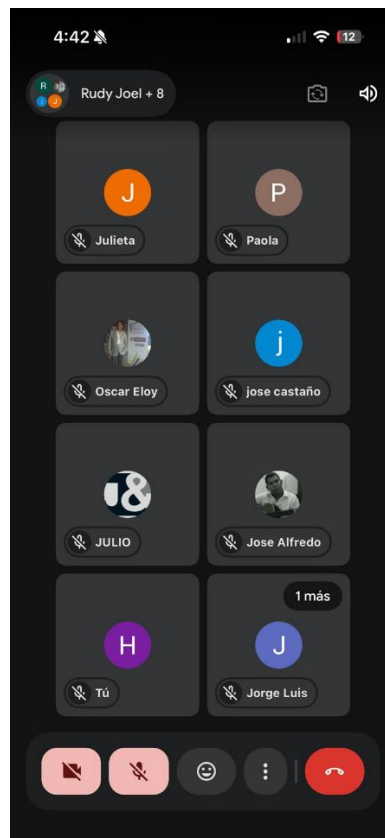 4:42
12
R
J
J
Rudy Joel + 8
J
P
Julieta
Paola
j
Oscar Eloy
jose castaño
J&
JULIO
Jose Alfredo
1 más
H
J
Tú
Jorge Luis